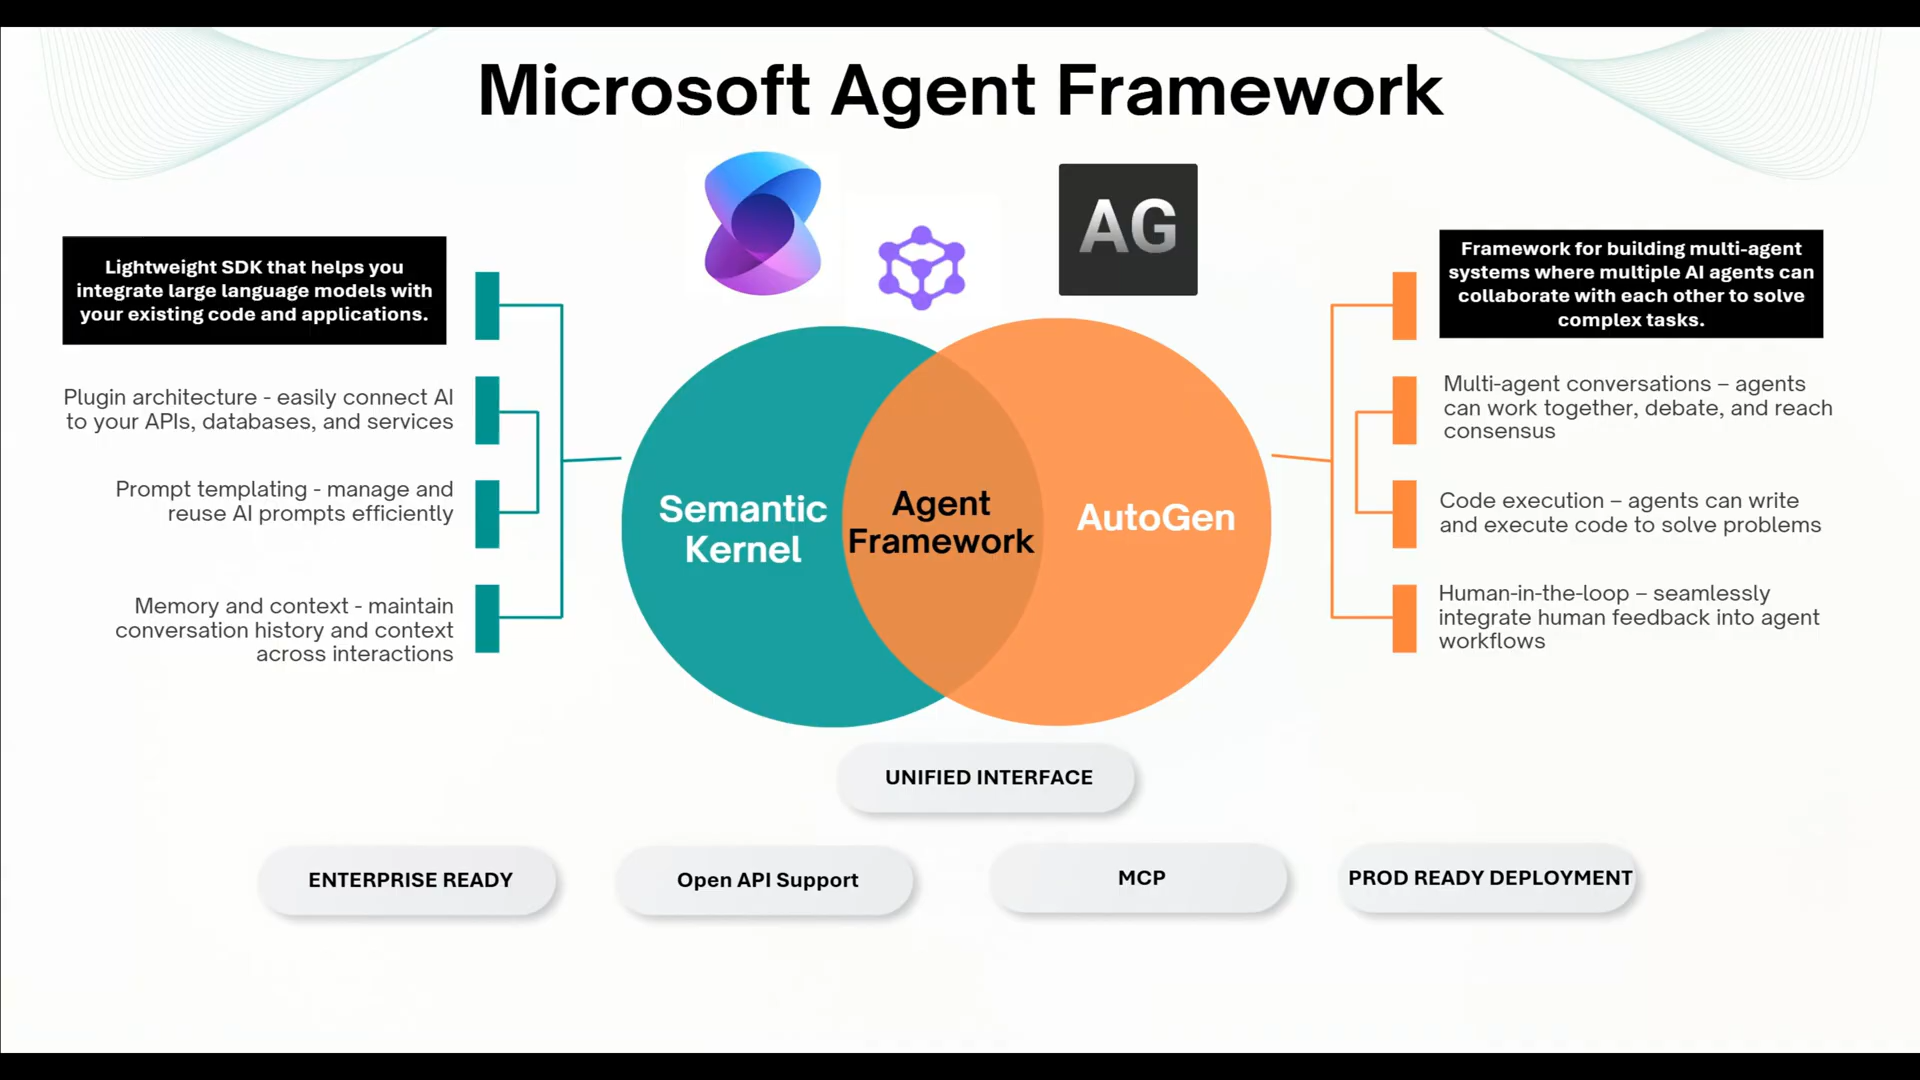 Microsoft Agent Framework
AG
Lightweight SDK that helps you
integrate large language models with
your existing code and applications.
Plugin architecture - easily connect AI
to your APIs, databases, and services
Prompt templating - manage and
reuse AI prompts efficiently
Memory and context - maintain
conversation history and context
across interactions
Semantic
Kernel
Agent
Framework
AutoGen
Framework for building multi-agent
systems where multiple AI agents can
collaborate with each other to solve
complex tasks.
Multi-agent conversations – agents
can work together, debate, and reach
consensus
Code execution – agents can write
and execute code to solve problems
Human-in-the-loop – seamlessly
integrate human feedback into agent
workflows
UNIFIED INTERFACE
ENTERPRISE READY
Open API Support
MCP
PROD READY DEPLOYMENT